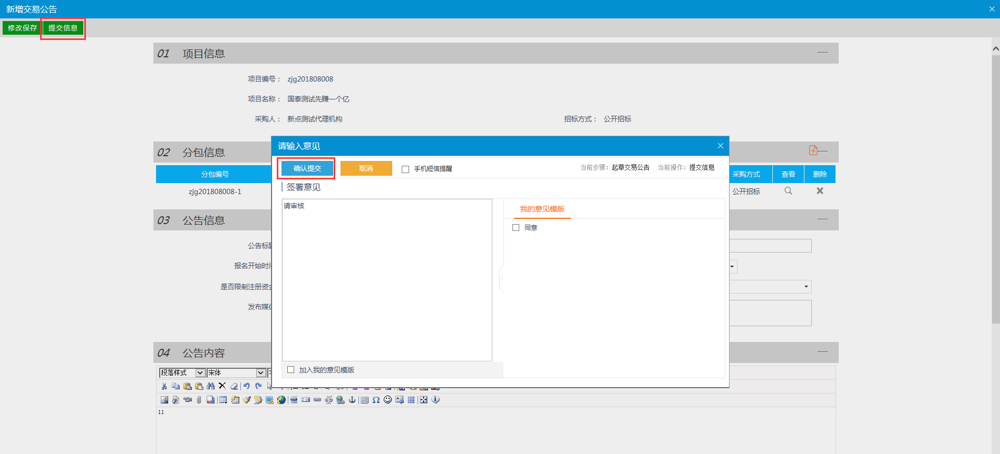 新增交易公告
修改保存 提交信息
01 项目信息
项目编号： zjg201808008
项目名称： 国泰测试先赚一个亿
采购人： 新点测试代理机构 招标方式： 公开招标
02 分包信息
分包编号 采购方式 查看 删除
zjg201808008-1 公开招标
03 公告信息
公告标题
报名开始时间
是否限制注册资金
发布媒体
04 公告内容
段落样式 宋体
11
请输入意见
确认提交 取消 手机短信提醒 当前步骤：起草交易公告 当前操作：提交信息
签署意见
请审核
我的意见模版
同意
加入我的意见模版